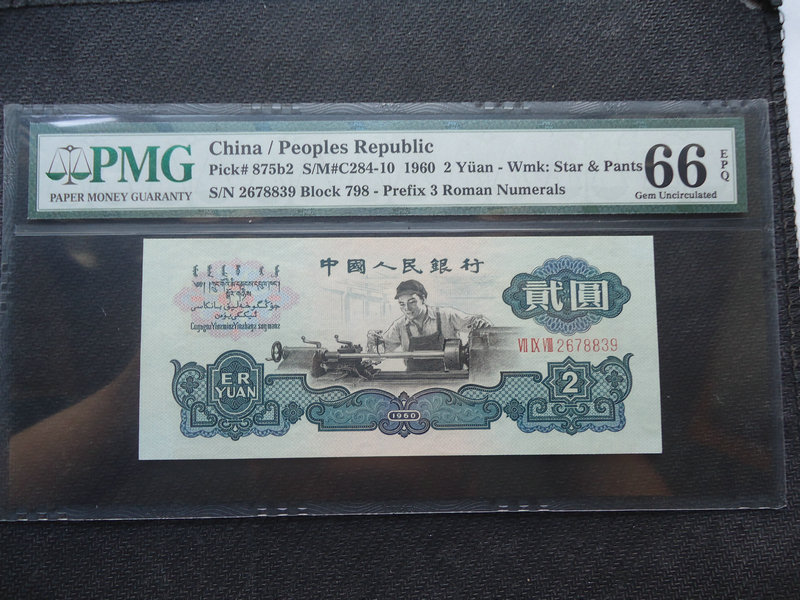 PMG
PAPER MONEY GUARANTY
China / Peoples Republic
Pick# 875b2 S/M#C284-10 1960 2 Yüan - Wmk: Star & Pants
S/N 2678839 Block 798 - Prefix 3 Roman Numerals
66
EPQ
Gem Uncirculated
中國人民銀行
貳圓
VII IX VIII 2678839
ER
YUAN
1960
2